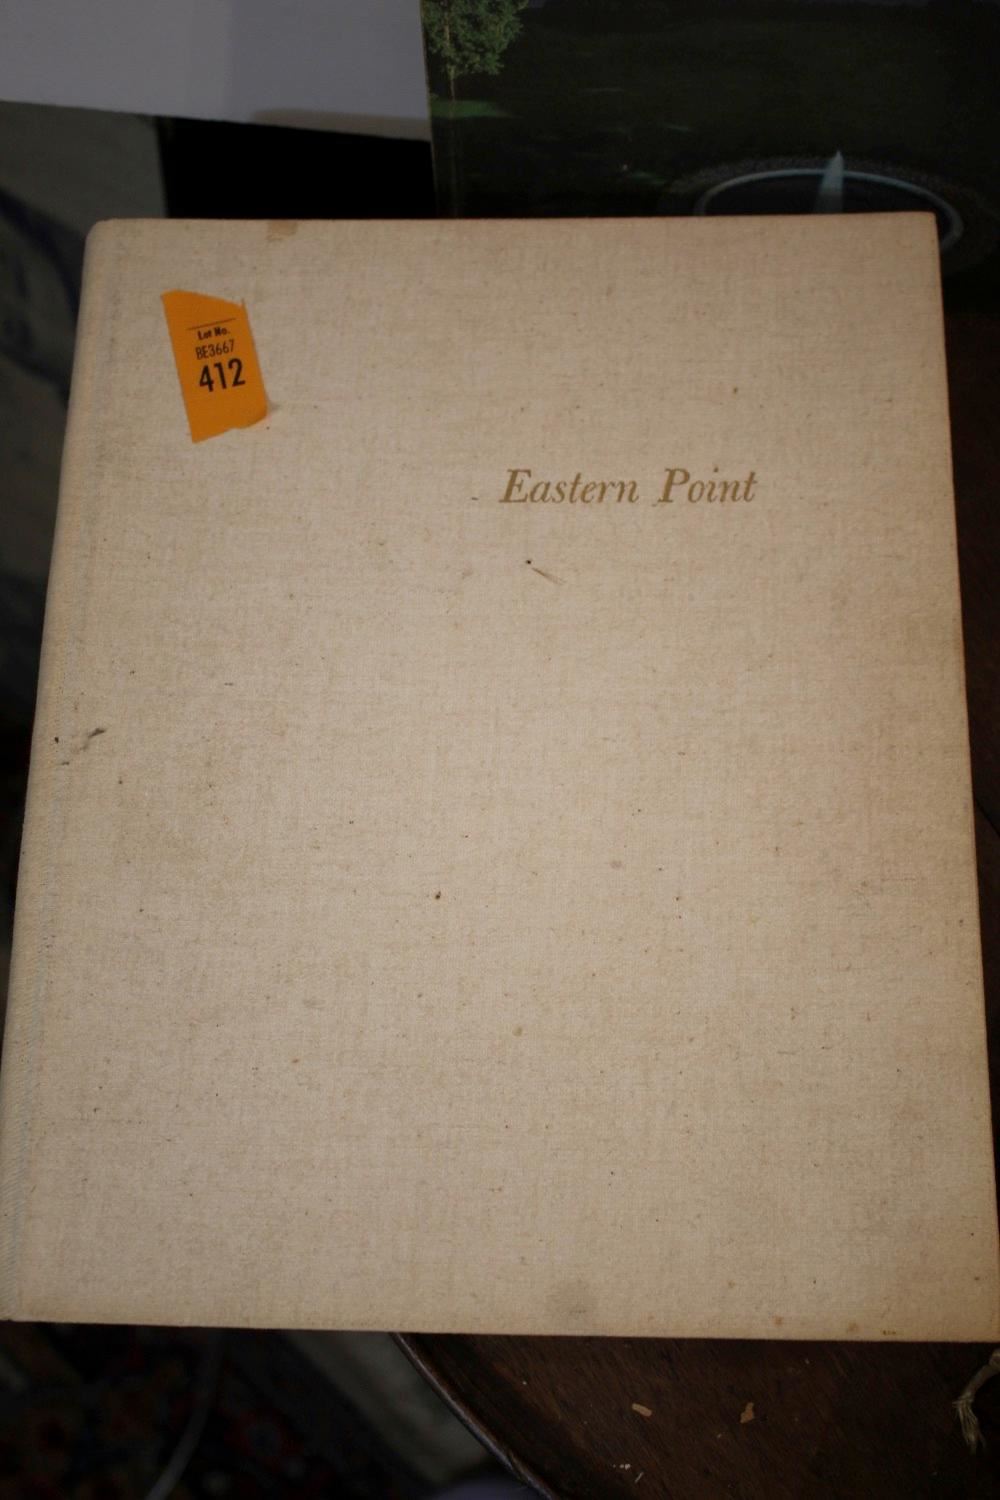 Lot No.
BE3667
412
Eastern Point